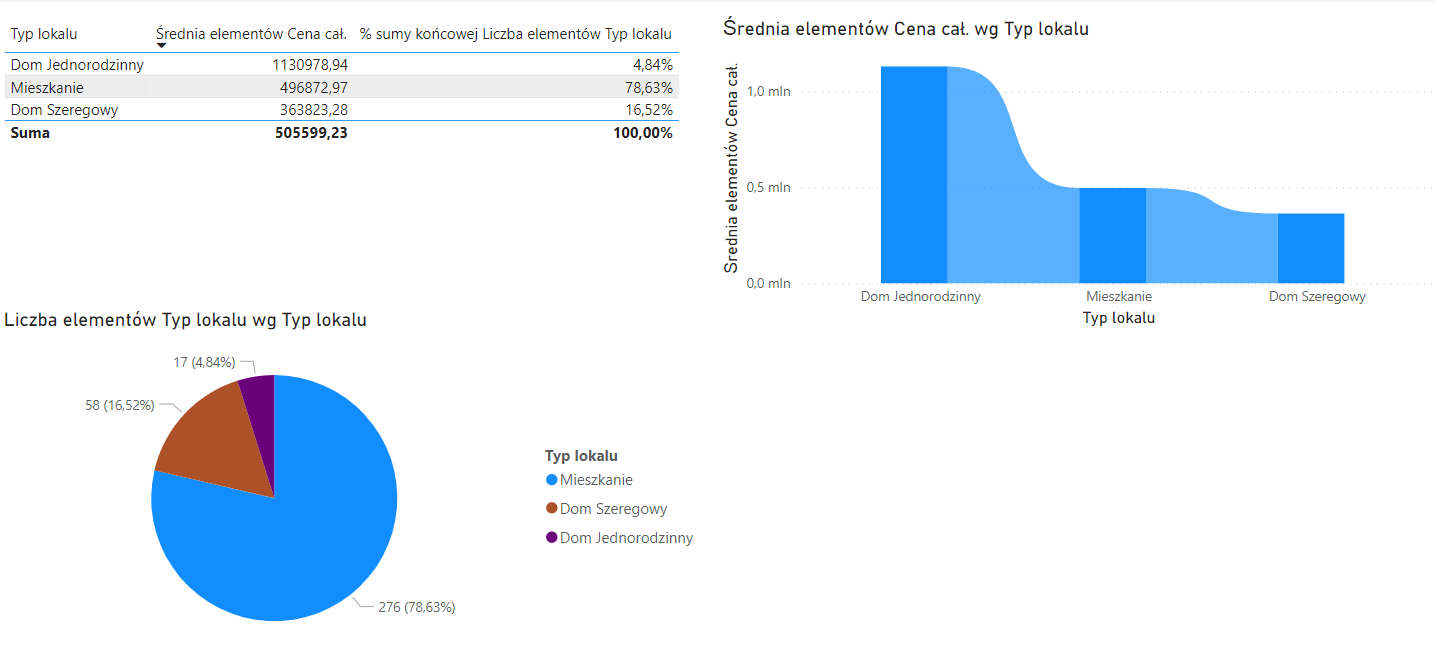 Typ lokalu Średnia elementów Cena cał. % sumy końcowej Liczba elementów Typ lokalu
Dom Jednorodzinny 1130978,94 4,84%
Mieszkanie 496872,97 78,63%
Dom Szeregowy 363823,28 16,52%
Suma 505599,23 100,00%
Średnia elementów Cena cał. wg Typ lokalu
Średnia elementów Cena cał.
1,0 mln
0,5 mln
0,0 mln
Dom Jednorodzinny Mieszkanie Dom Szeregowy
Typ lokalu
Liczba elementów Typ lokalu wg Typ lokalu
17 (4,84%)
58 (16,52%)
276 (78,63%)
Typ lokalu
Mieszkanie
Dom Szeregowy
Dom Jednorodzinny